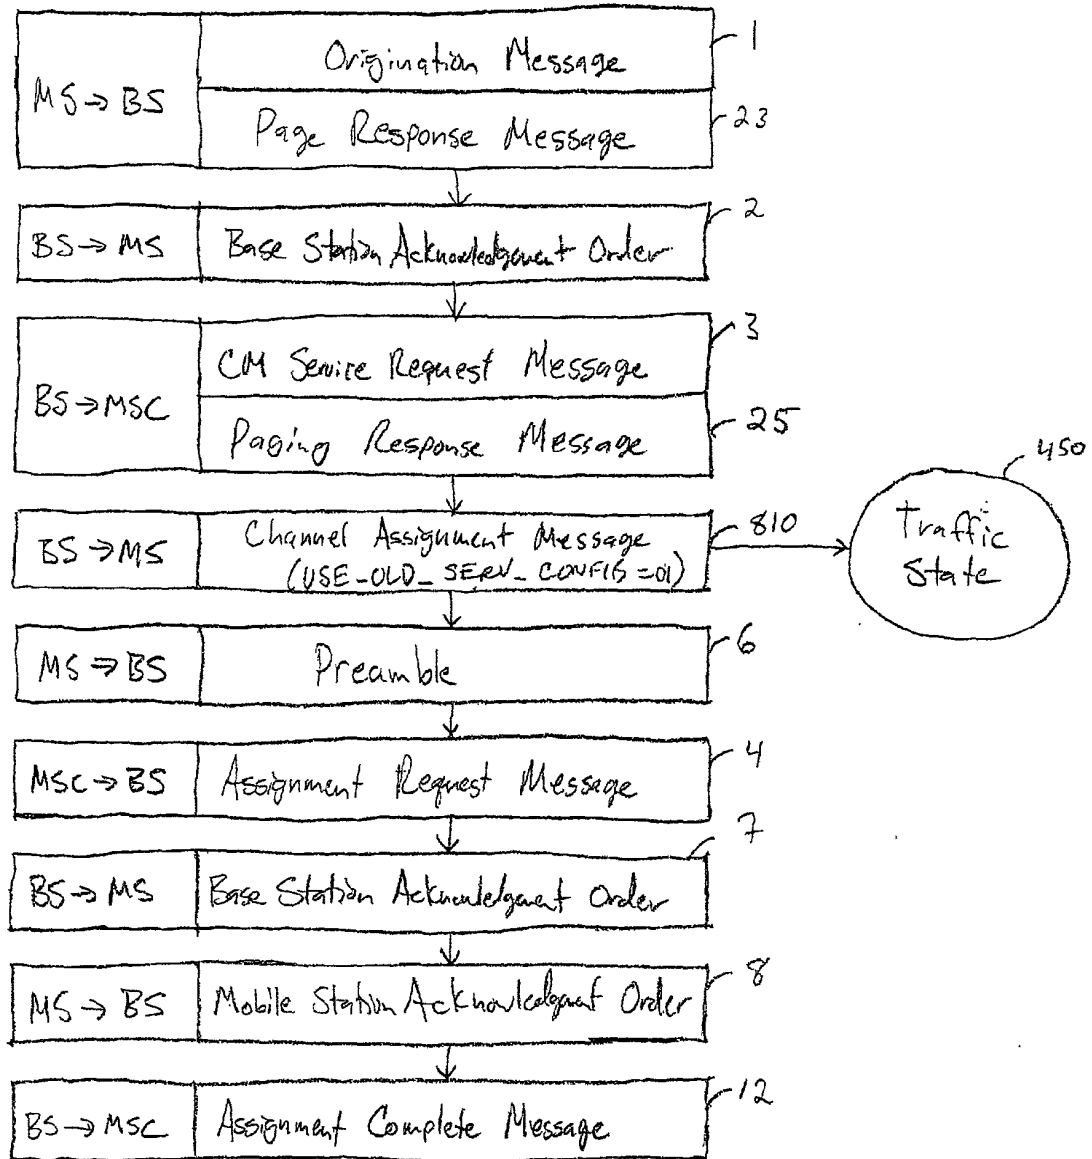 1
Origination Message
MS → BS
23
Page Response Message
2
BS → MS
Base Station Acknowledgment Order
3
CM Service Request Message
BS → MSC
25
Paging Response Message
450
Traffic
State
810
BS → MS
Channel Assignment Message
(USE_OLD_SERV_CONFIG =01)
6
MS → BS
Preamble
4
MSC → BS
Assignment Request Message
7
BS → MS
Base Station Acknowledgment Order
8
MS → BS
Mobile Station Acknowledgment Order
12
BS → MSC
Assignment Complete Message